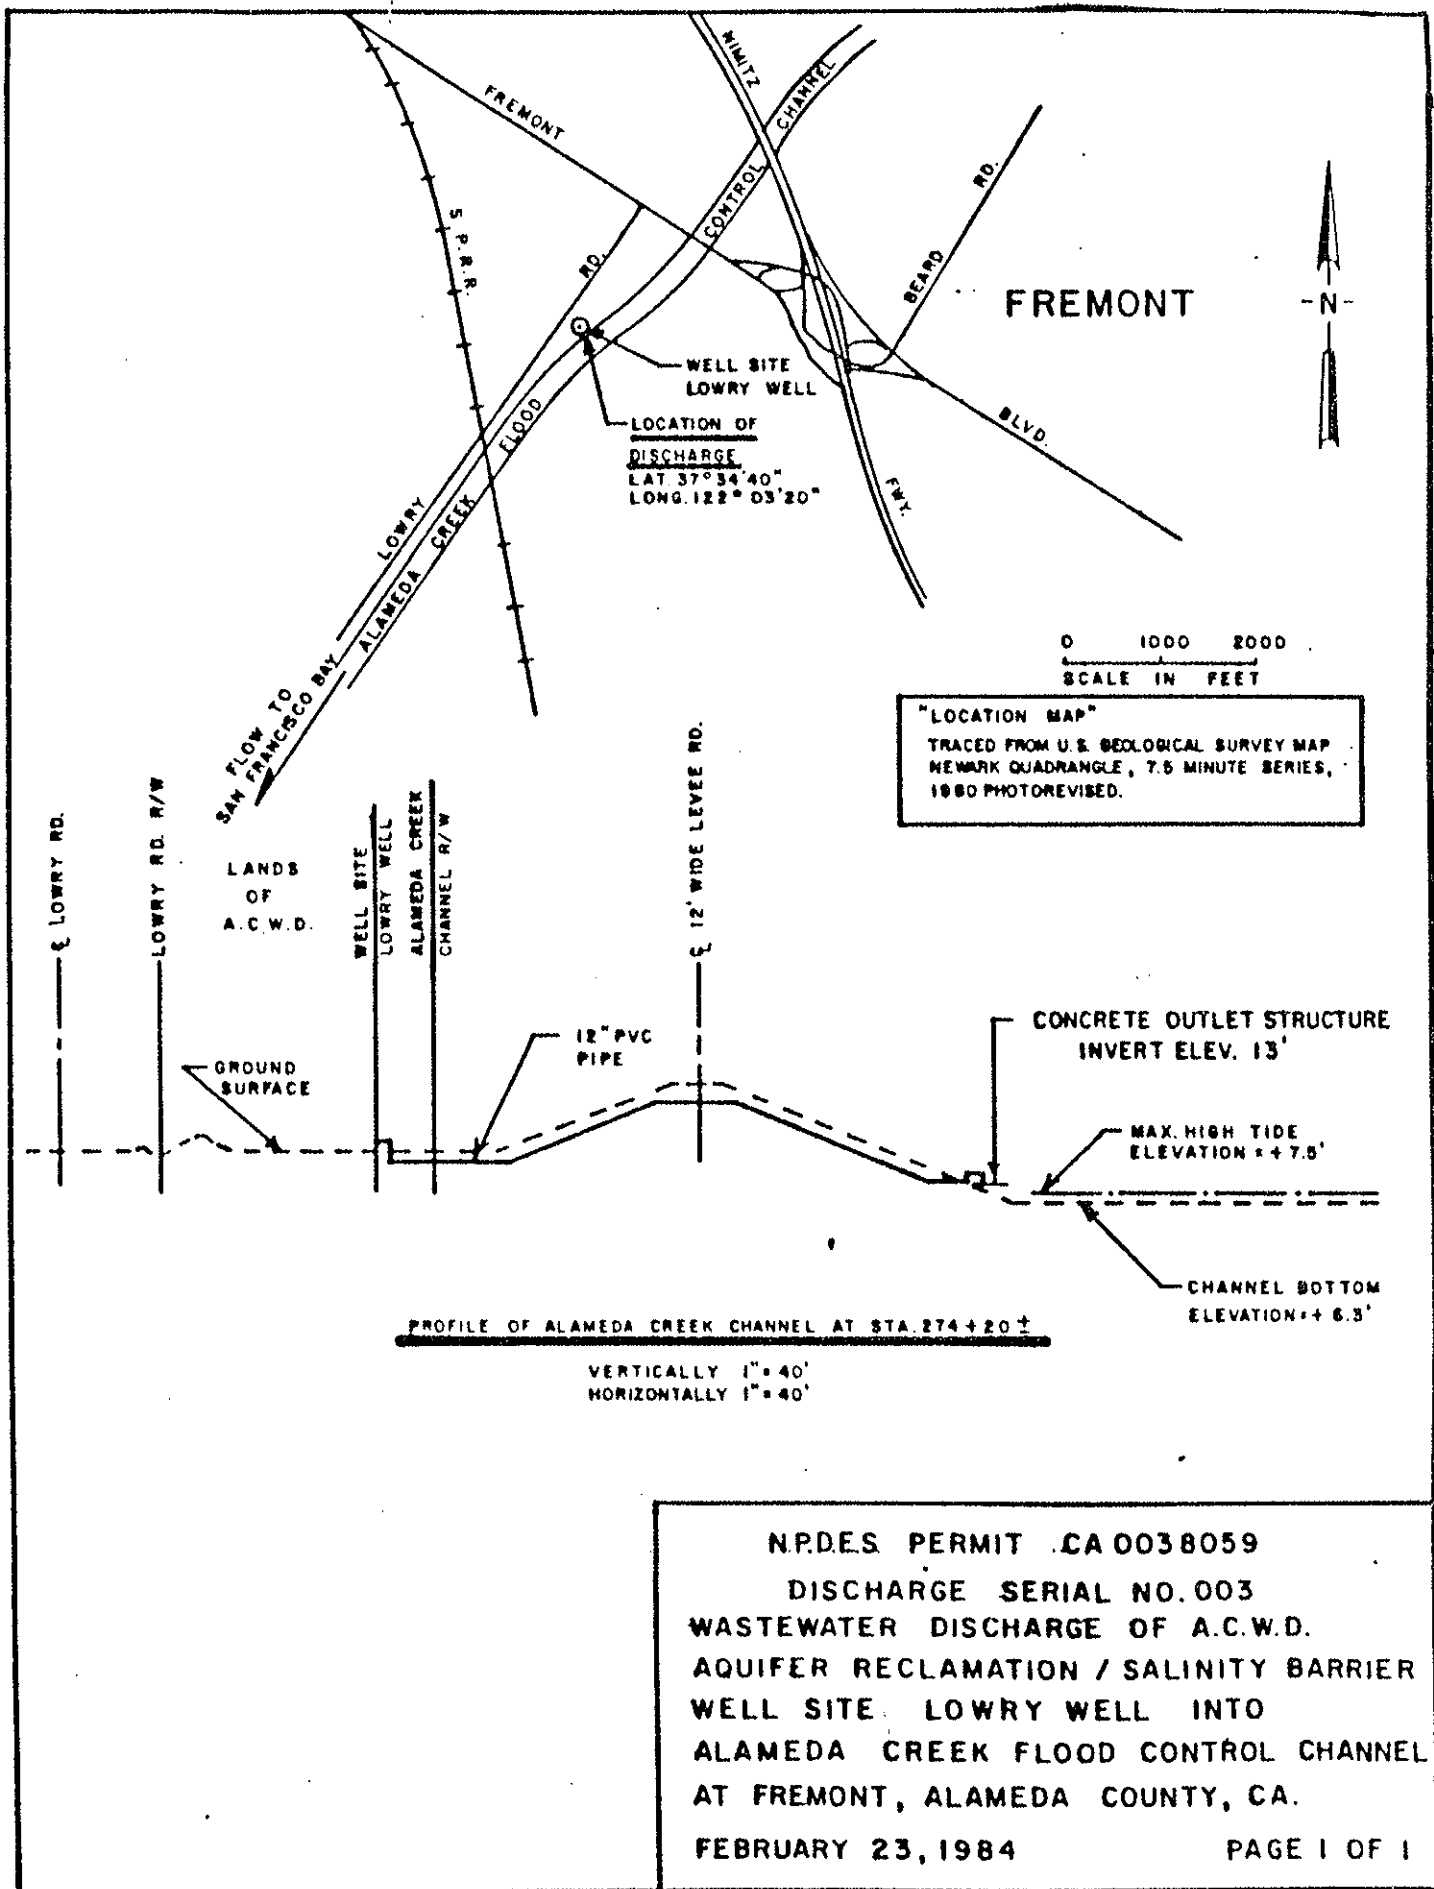 NIMITZ
FREMONT
CHANNEL
CONTROL
S.P.R.R.
RD.
RD.
BEARD
FREMONT
-N-
WELL SITE
LOWRY WELL
LOCATION OF
DISCHARGE
LAT. 37°34'40"
LONG. 122° 03'20"
FLOOD
BLVD.
FWY.
LOWRY
CREEK
ALAMEDA
FLOW TO
SAN FRANCISCO BAY
0 1000 2000
SCALE IN FEET
"LOCATION MAP"
TRACED FROM U.S. GEOLOGICAL SURVEY MAP
NEWARK QUADRANGLE, 7.5 MINUTE SERIES,
1980 PHOTOREVISED.
℄ LOWRY RD.
LOWRY RD. R/W
LANDS
OF
A.C.W.D.
WELL SITE
LOWRY WELL
ALAMEDA CREEK
CHANNEL R/W
℄ 12' WIDE LEVEE RD.
GROUND
SURFACE
12" PVC
PIPE
CONCRETE OUTLET STRUCTURE
INVERT ELEV. 13'
MAX. HIGH TIDE
ELEVATION = + 7.5'
CHANNEL BOTTOM
ELEVATION = + 6.3'
PROFILE OF ALAMEDA CREEK CHANNEL AT STA. 274+20 ±
VERTICALLY 1" = 40'
HORIZONTALLY 1" = 40'
N.P.D.E.S. PERMIT CA 0038059
DISCHARGE SERIAL NO. 003
WASTEWATER DISCHARGE OF A.C.W.D.
AQUIFER RECLAMATION / SALINITY BARRIER
WELL SITE LOWRY WELL INTO
ALAMEDA CREEK FLOOD CONTROL CHANNEL
AT FREMONT, ALAMEDA COUNTY, CA.
FEBRUARY 23, 1984 PAGE 1 OF 1